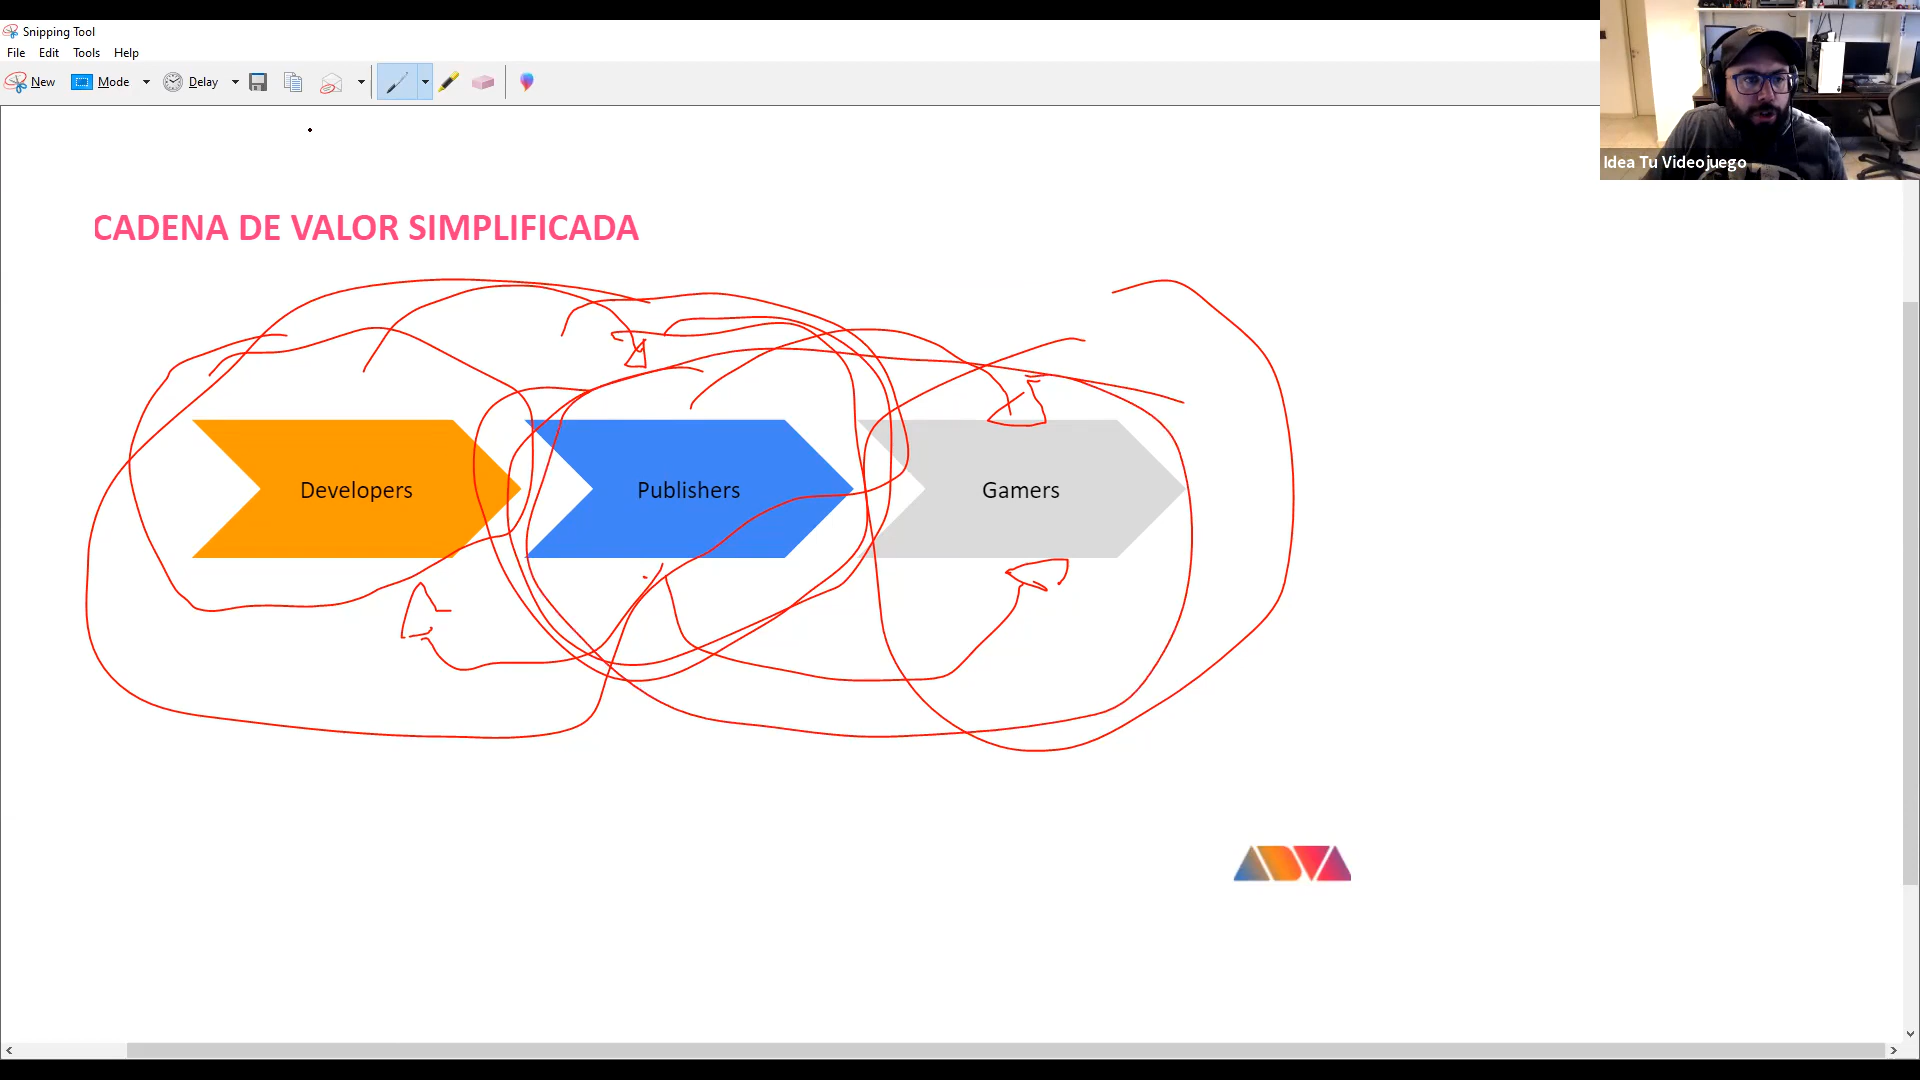 Snipping Tool
File Edit Tools Help
New Mode Delay
Idea Tu Videojuego
CADENA DE VALOR SIMPLIFICADA
Developers Publishers Gamers
ADVA